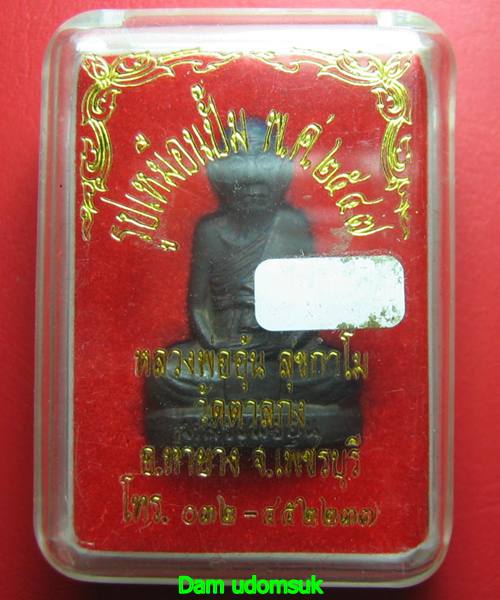 รูปเหมือนปั๊ม พ.ศ. ๒๕๔๗
หลวงพ่ออุ้น สุขกาโม
วัดตาลกง
อ.ท่ายาง จ.เพชรบุรี
โทร. ๐๓๒-๔๕๒๒๓๗
Dam udomsuk